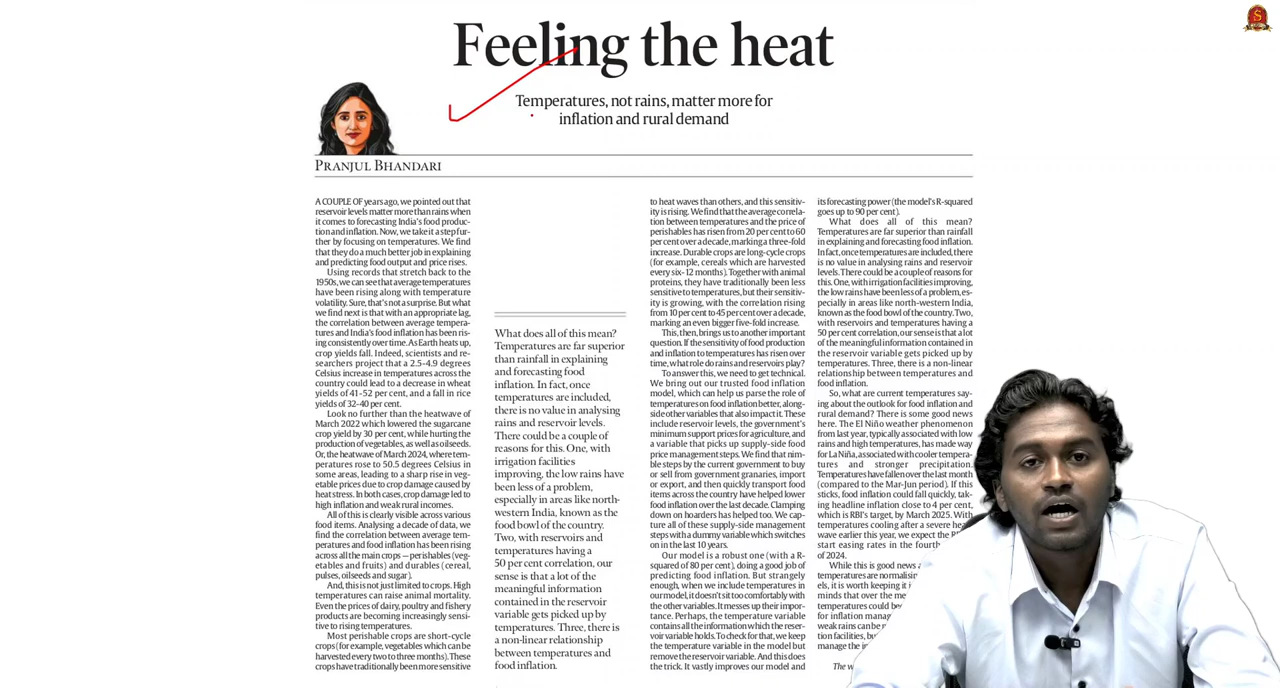 Feeling the heat
Temperatures, not rains, matter more for
inflation and rural demand
PRANJUL BHANDARI
A COUPLE OF years ago, we pointed out that
reservoir levels matter more than rains when
it comes to forecasting India's food produc-
tion and inflation. Now, we take it a step fur-
ther by focusing on temperatures. We find
that they do a much better job in explaining
and predicting food output and price rises.
Using records that stretch back to the
1950s, we can see that average temperatures
have been rising along with temperature
volatility. Sure, that's not a surprise. But what
we find next is that with an appropriate lag,
the correlation between average tempera-
tures and India's food inflation has been ris-
ing consistently over time. As Earth heats up,
crop yields fall. Indeed, scientists and re-
searchers project that a 2.5-4.9 degrees
Celsius increase in temperatures across the
country could lead to a decrease in wheat
yields of 41-52 per cent, and a fall in rice
yields of 32-40 per cent.
Look no further than the heatwave of
March 2022 which lowered the sugarcane
crop yield by 30 per cent, while hurting the
production of vegetables, as well as oilseeds.
Or, the heatwave of March 2024, where tem-
peratures rose to 50.5 degrees Celsius in
some areas, leading to a sharp rise in veg-
etable prices due to crop damage caused by
heat stress. In both cases, crop damage led to
high inflation and weak rural incomes.
All of this is clearly visible across various
food items. Analysing a decade of data, we
find the correlation between average tem-
peratures and food inflation has been rising
across all the main crops — perishables (veg-
etables and fruits) and durables (cereal,
pulses, oilseeds and sugar).
And, this is not just limited to crops. High
temperatures can raise animal mortality.
Even the prices of dairy, poultry and fishery
products are becoming increasingly sensi-
tive to rising temperatures.
Most perishable crops are short-cycle
crops (for example, vegetables which can be
harvested every two to three months). These
crops have traditionally been more sensitive
What does all of this mean?
Temperatures are far superior
than rainfall in explaining
and forecasting food
inflation. In fact, once
temperatures are included,
there is no value in analysing
rains and reservoir levels.
There could be a couple of
reasons for this. One, with
irrigation facilities
improving, the low rains have
been less of a problem,
especially in areas like north-
western India, known as the
food bowl of the country.
Two, with reservoirs and
temperatures having a
50 per cent correlation, our
sense is that a lot of the
meaningful information
contained in the reservoir
variable gets picked up by
temperatures. Three, there is
a non-linear relationship
between temperatures and
food inflation.
to heat waves than others, and this sensitiv-
ity is rising. We find that the average correla-
tion between temperatures and the price of
perishables has risen from 20 per cent to 60
per cent over a decade, marking a three-fold
increase. Durable crops are long-cycle crops
(for example, cereals which are harvested
every six-12 months). Together with animal
proteins, they have traditionally been less
sensitive to temperatures, but their sensitiv-
ity is growing, with the correlation rising
from 10 per cent to 45 per cent over a decade,
marking an even bigger five-fold increase.
This, then, brings us to another important
question. If the sensitivity of food production
and inflation to temperatures has risen over
time, what role do rains and reservoirs play?
To answer this, we need to get technical.
We bring out our trusted food inflation
model, which can help us parse the role of
temperatures on food inflation better, along-
side other variables that also impact it. These
include reservoir levels, the government's
minimum support prices for agriculture, and
a variable that picks up supply-side food
price management steps. We find that nim-
ble steps by the current government to buy
or sell from government granaries, import
or export, and then quickly transport food
items across the country have helped lower
food inflation over the last decade. Clamping
down on hoarders has helped too. We cap-
ture all of these supply-side management
steps with a dummy variable which switches
on in the last 10 years.
Our model is a robust one (with a R-
squared of 80 per cent), doing a good job of
predicting food inflation. But strangely
enough, when we include temperatures in
our model, it doesn't sit too comfortably with
the other variables. It messes up their impor-
tance. Perhaps, the temperature variable
contains all the information which the reser-
voir variable holds. To check for that, we keep
the temperature variable in the model but
remove the reservoir variable. And this does
the trick. It vastly improves our model and
its forecasting power (the model's R-squared
goes up to 90 per cent).
What does all of this mean?
Temperatures are far superior than rainfall
in explaining and forecasting food inflation.
In fact, once temperatures are included, there
is no value in analysing rains and reservoir
levels. There could be a couple of reasons for
this. One, with irrigation facilities improving,
the low rains have been less of a problem, es-
pecially in areas like north-western India,
known as the food bowl of the country. Two,
with reservoirs and temperatures having a
50 per cent correlation, our sense is that a lot
of the meaningful information contained in
the reservoir variable gets picked up by
temperatures. Three, there is a non-linear
relationship between temperatures and
food inflation.
So, what are current temperatures say-
ing about the outlook for food inflation and
rural demand? There is some good news
here. The El Niño weather phenomenon
from last year, typically associated with low
rains and high temperatures, has made way
for La Niña, associated with cooler tempera-
tures and stronger precipitation.
Temperatures have fallen over the last month
(compared to the Mar-Jun period). If this
sticks, food inflation could fall quickly, tak-
ing headline inflation close to 4 per cent,
which is RBI's target, by March 2025. With
temperatures cooling after a severe
wave earlier this year, we expect the
start easing rates in the fourth
of 2024.
While this is good news
temperatures are normalisin
els, it is worth keeping it
minds that over the me
temperatures could be
for inflation manag
weak rains can be
tion facilities, bu
manage the
The w
S